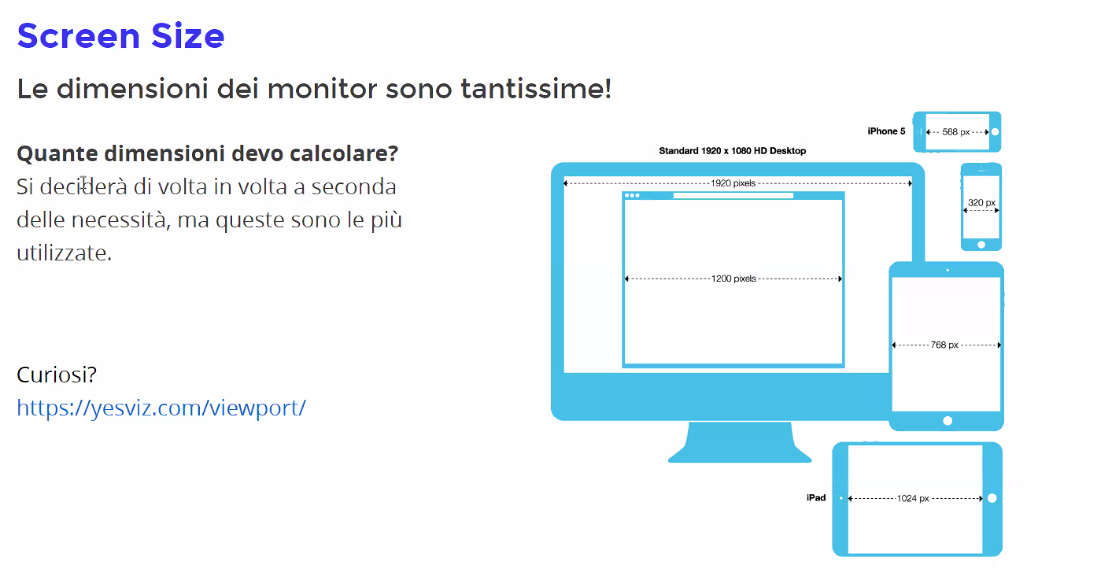 Screen Size
Le dimensioni dei monitor sono tantissime!
Quante dimensioni devo calcolare?
Si deciderà di volta in volta a seconda
delle necessità, ma queste sono le più
utilizzate.
Curiosi?
https://yesviz.com/viewport/
iPhone 5
568 px
Standard 1920 x 1080 HD Desktop
1920 pixels
320 px
1200 pixels
768 px
iPad
1024 px